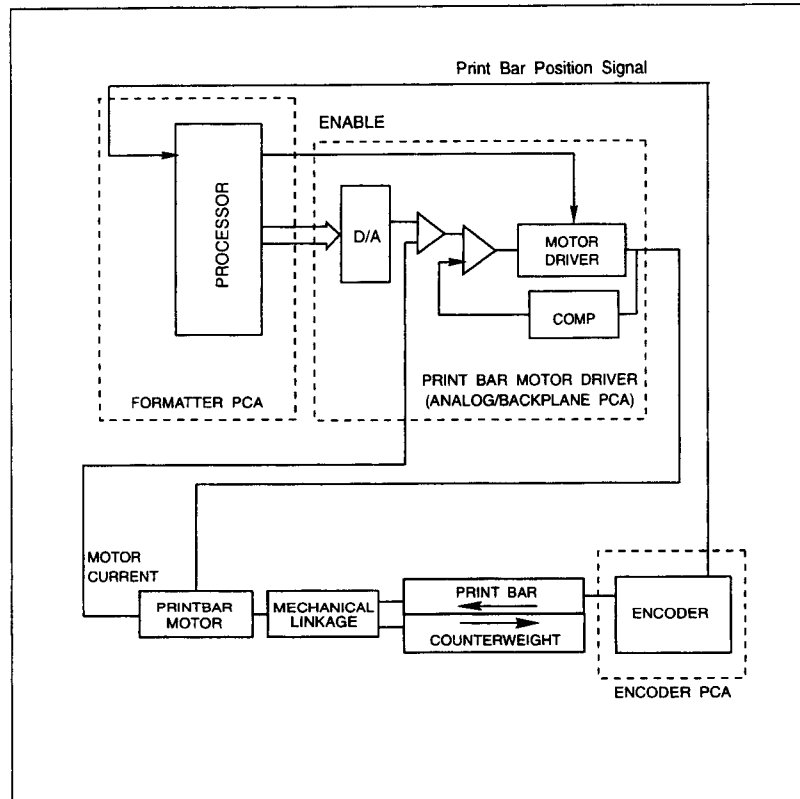 Print Bar Position Signal
ENABLE
PROCESSOR
D/A
MOTOR
DRIVER
COMP
FORMATTER PCA
PRINT BAR MOTOR DRIVER
(ANALOG/BACKPLANE PCA)
MOTOR
CURRENT
PRINTBAR
MOTOR
MECHANICAL
LINKAGE
PRINT BAR
COUNTERWEIGHT
ENCODER
ENCODER PCA